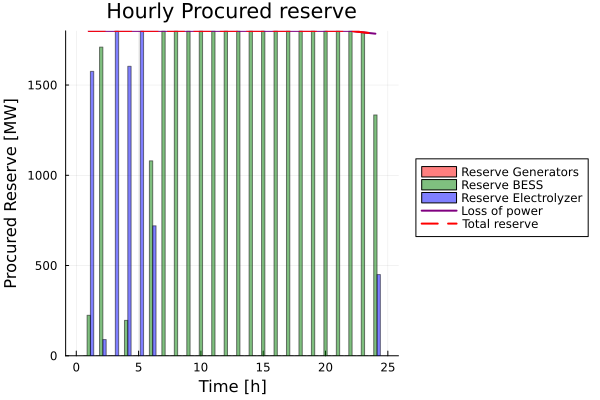 Hourly Procured reserve
Procured Reserve [MW]
1500
1000
500
0
0 5 10 15 20 25
Time [h]
Reserve Generators
Reserve BESS
Reserve Electrolyzer
Loss of power
Total reserve